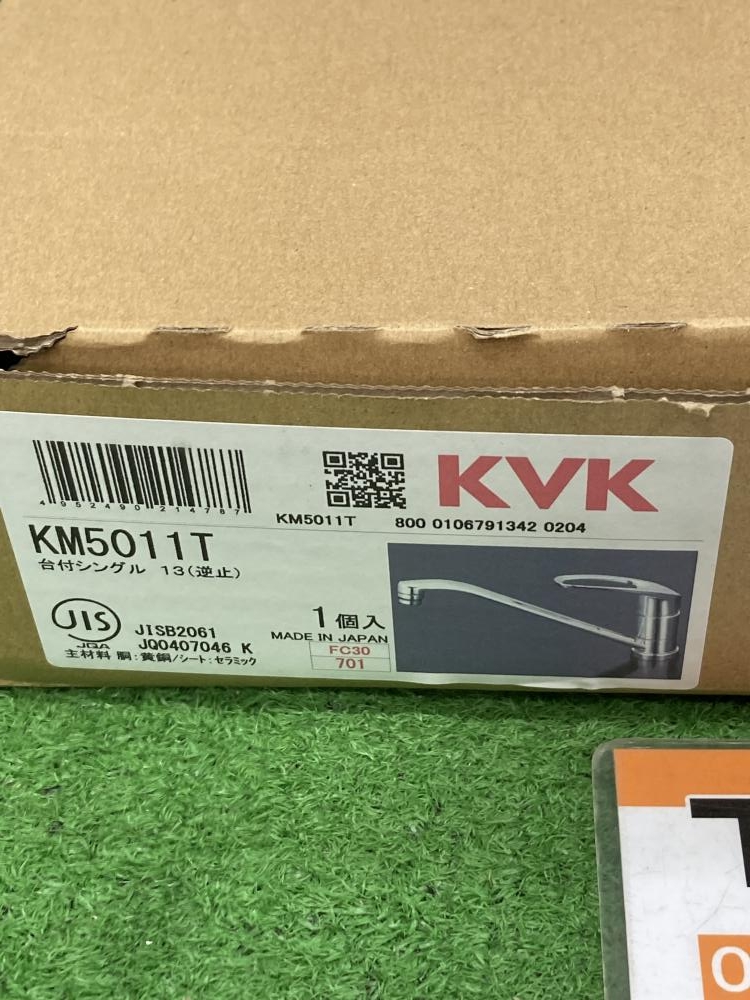 4952490214787
KM5011T
KVK
800 0106791342 0204
KM5011T
台付シングル 13(逆止)
JIS
JQA
JISB2061
JQ0407046 K
主材料 胴:黄銅/シート:セラミック
1個入
MADE IN JAPAN
FC30
701